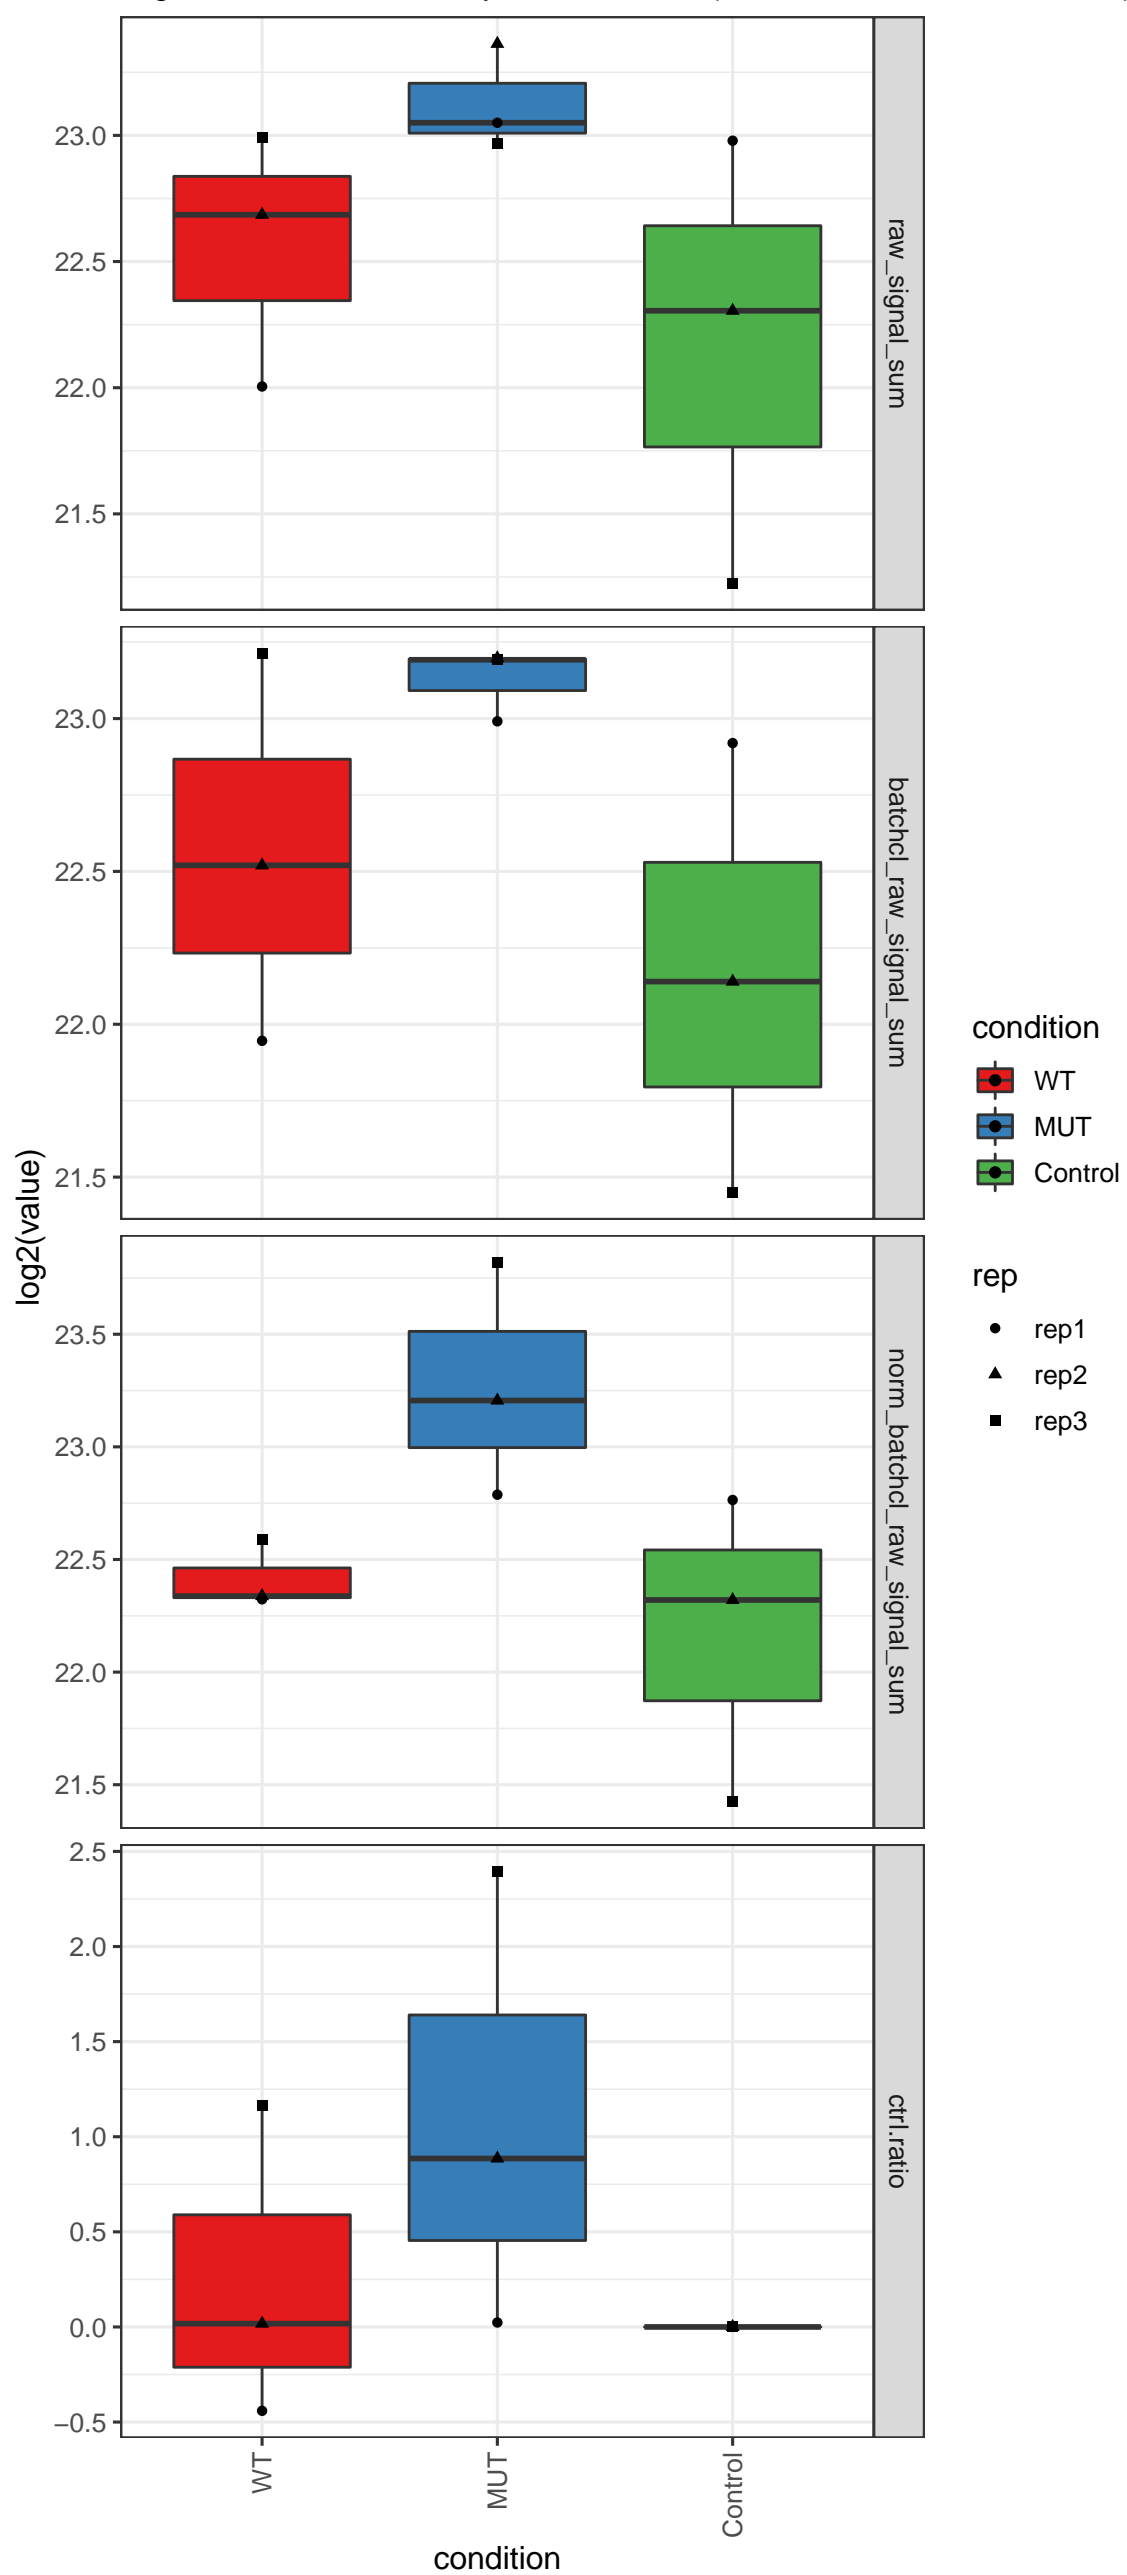 23.0
22.5
22.0
21.5
raw_signal_sum
23.0
22.5
22.0
21.5
batchcl_raw_signal_sum
23.5
23.0
22.5
22.0
21.5
norm_batchcl_raw_signal_sum
2.5
2.0
1.5
1.0
0.5
0.0
−0.5
ctrl.ratio
log2(value)
WT
MUT
Control
condition
condition
WT
MUT
Control
rep
rep1
rep2
rep3